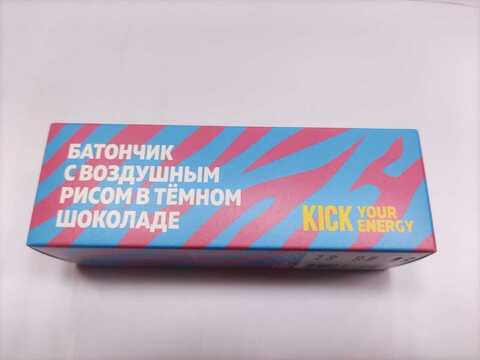 БАТОНЧИК
С ВОЗДУШНЫМ
РИСОМ В ТЁМНОМ
ШОКОЛАДЕ
KICK YOUR
ENERGY